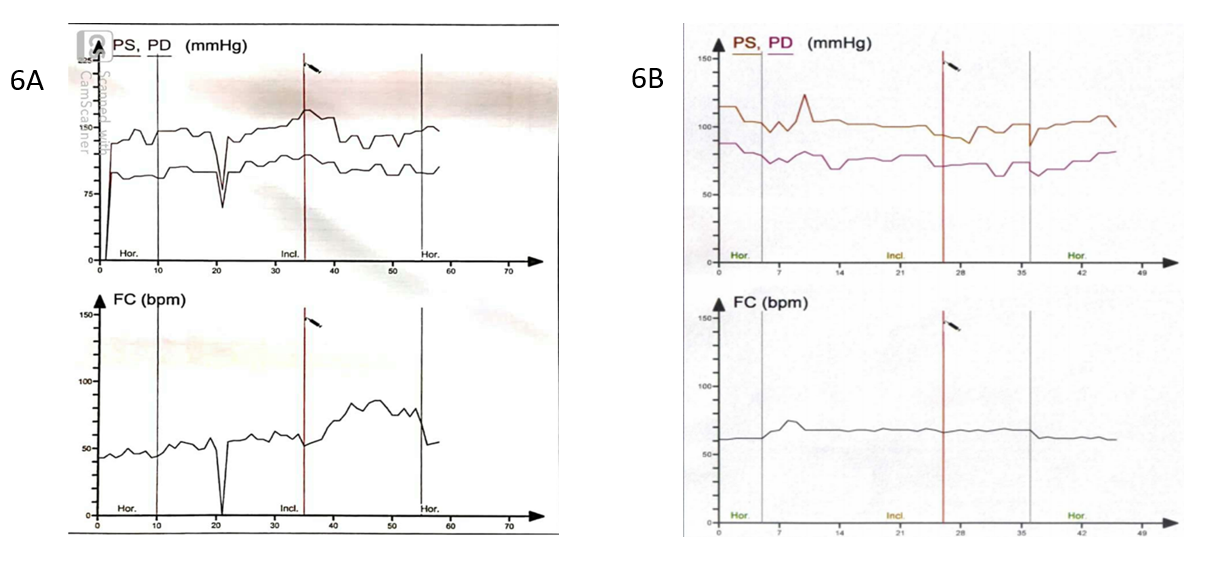 6A
PS, PD (mmHg)
150
75
0
Hor.
Incl.
Hor.
0 10 20 30 40 50 60 70
FC (bpm)
150
100
50
0
Hor.
Incl.
Hor.
0 10 20 30 40 50 60 70
Scanned with
CamScanner
6B
PS, PD (mmHg)
150
100
50
0
Hor.
Incl.
Hor.
0 7 14 21 28 35 42 49
FC (bpm)
150
100
50
0
Hor.
Incl.
Hor.
0 7 14 21 28 35 42 49